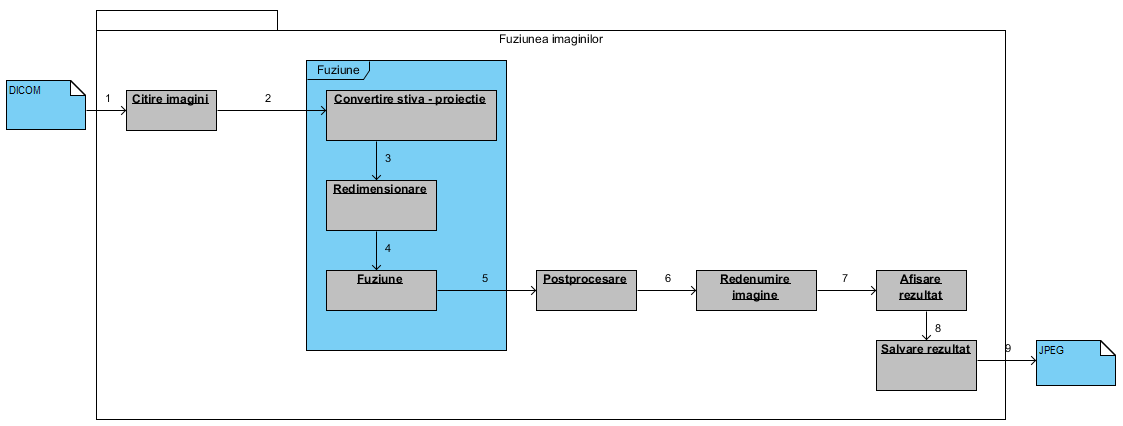 Fuziunea imaginilor
DICOM
1
Citire imagini
2
Fuziune
Convertire stiva - proiectie
3
Redimensionare
4
Fuziune
5
Postprocesare
6
Redenumire
imagine
7
Afisare
rezultat
8
Salvare rezultat
9
JPEG